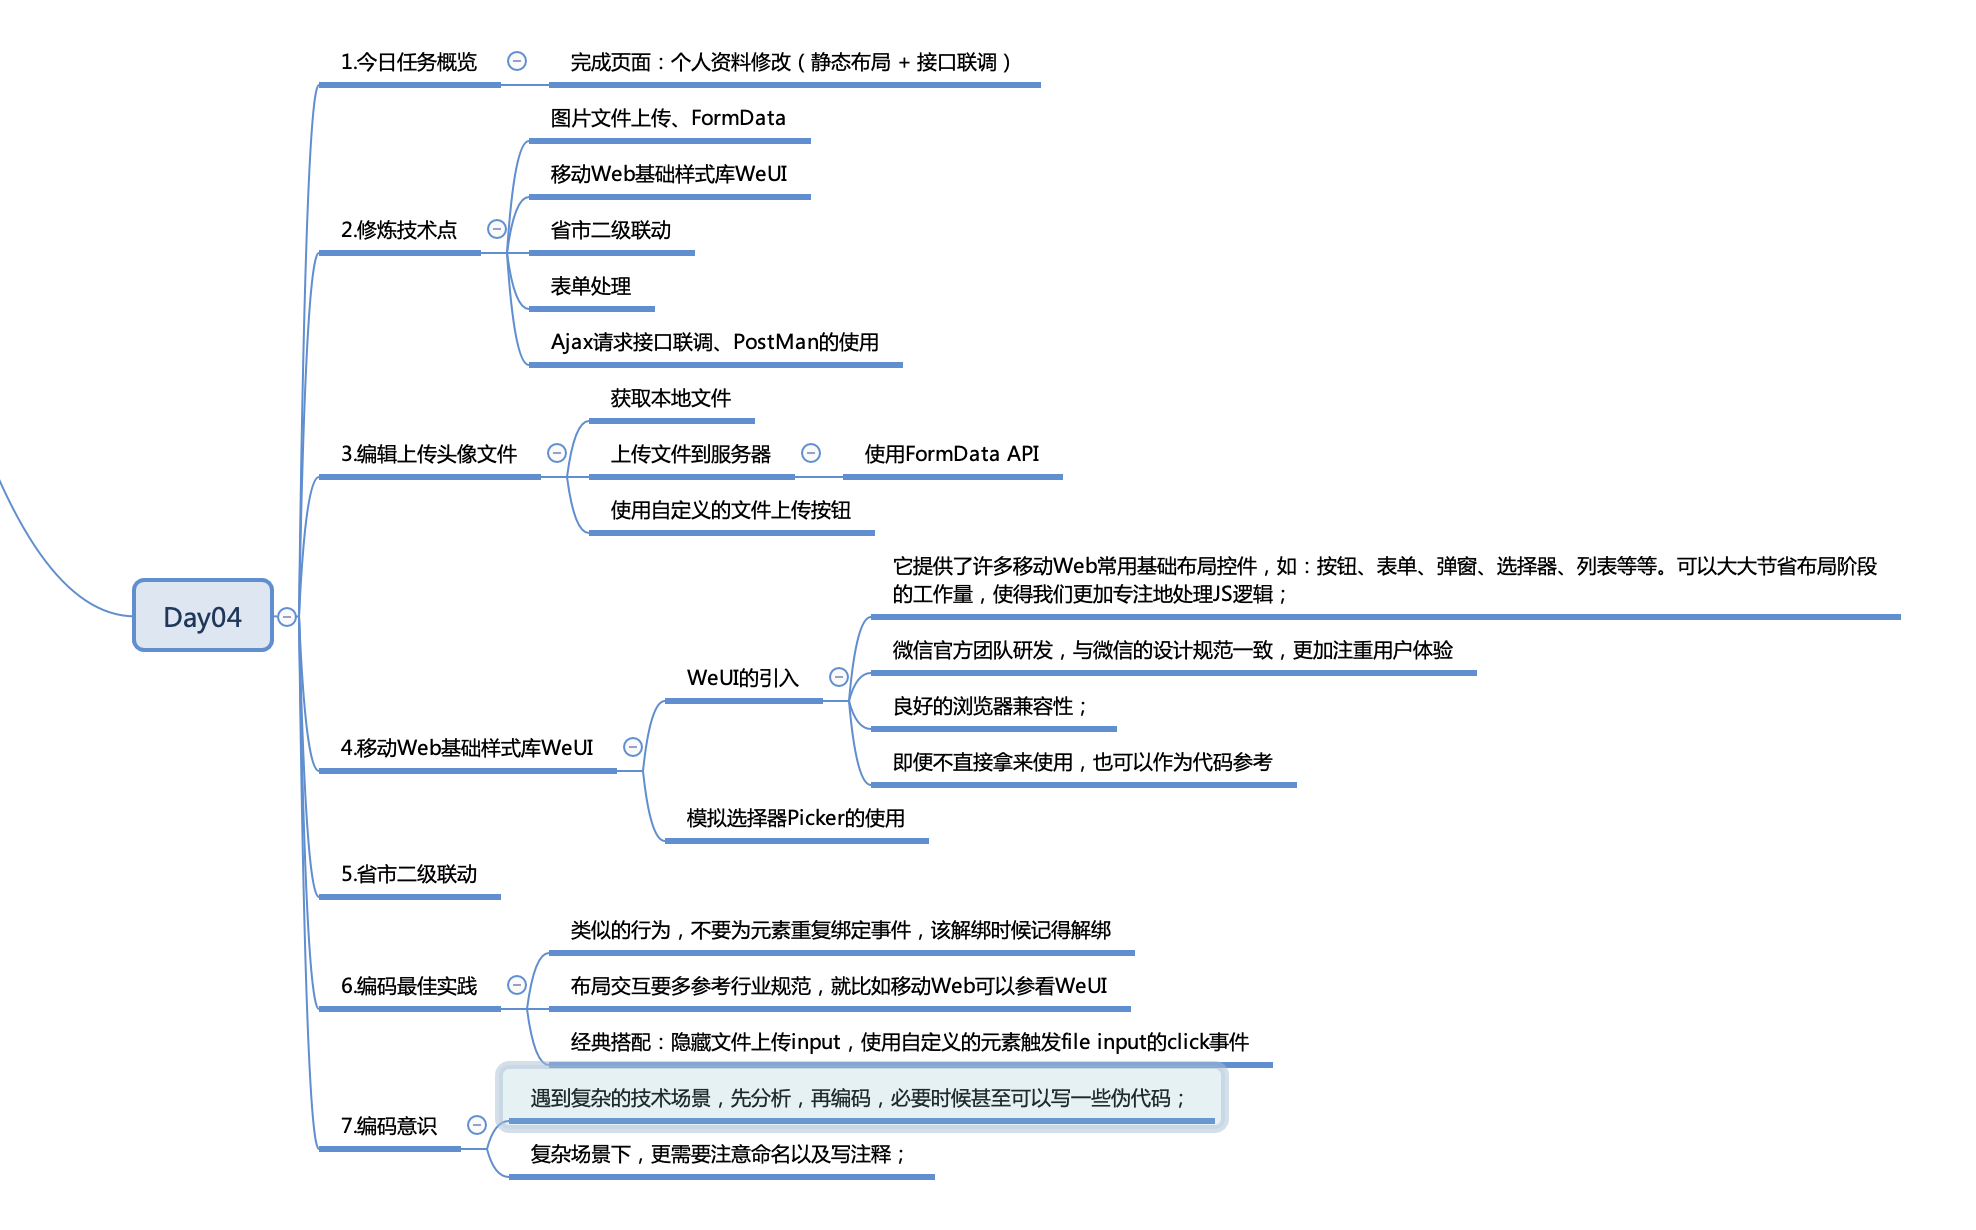 1.今日任务概览
完成页面：个人资料修改（静态布局 + 接口联调）
2.修炼技术点
图片文件上传、FormData
移动Web基础样式库WeUI
省市二级联动
表单处理
Ajax请求接口联调、PostMan的使用
3.编辑上传头像文件
获取本地文件
上传文件到服务器
使用FormData API
使用自定义的文件上传按钮
Day04
4.移动Web基础样式库WeUI
WeUI的引入
它提供了许多移动Web常用基础布局控件，如：按钮、表单、弹窗、选择器、列表等等。可以大大节省布局阶段
的工作量，使得我们更加专注地处理JS逻辑；
微信官方团队研发，与微信的设计规范一致，更加注重用户体验
良好的浏览器兼容性；
即便不直接拿来使用，也可以作为代码参考
模拟选择器Picker的使用
5.省市二级联动
6.编码最佳实践
类似的行为，不要为元素重复绑定事件，该解绑时候记得解绑
布局交互要多参考行业规范，就比如移动Web可以参看WeUI
经典搭配：隐藏文件上传input，使用自定义的元素触发file input的click事件
7.编码意识
遇到复杂的技术场景，先分析，再编码，必要时候甚至可以写一些伪代码；
复杂场景下，更需要注意命名以及写注释；